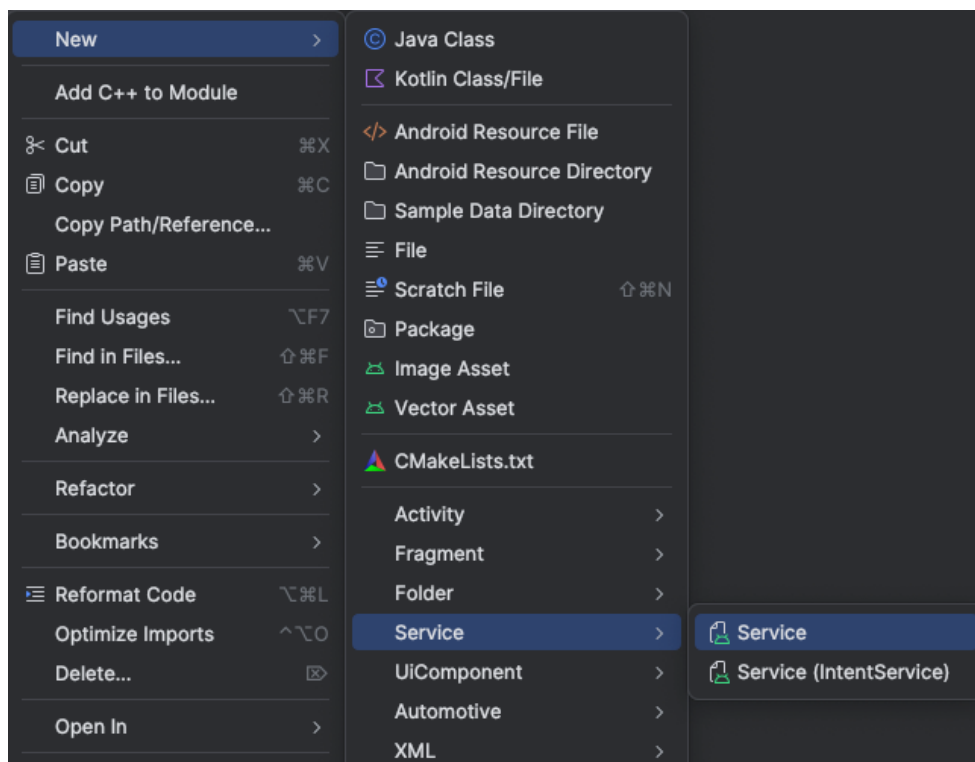 New
Add C++ to Module
Cut ⌘X
Copy ⌘C
Copy Path/Reference...
Paste ⌘V
Find Usages ⌥F7
Find in Files... ⇧⌘F
Replace in Files... ⇧⌘R
Analyze
Refactor
Bookmarks
Reformat Code ⌥⌘L
Optimize Imports ^⌥O
Delete... ⌦
Open In
Java Class
Kotlin Class/File
Android Resource File
Android Resource Directory
Sample Data Directory
File
Scratch File ⇧⌘N
Package
Image Asset
Vector Asset
CMakeLists.txt
Activity
Fragment
Folder
Service
UiComponent
Automotive
XML
Service
Service (IntentService)